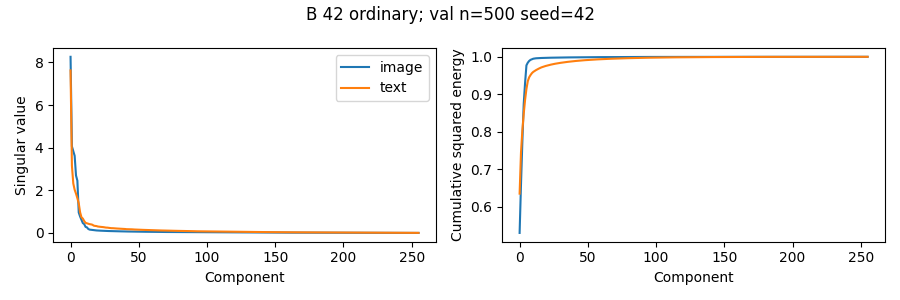 B 42 ordinary; val n=500 seed=42
Singular value
8
6
4
2
0
image
text
0 50 100 150 200 250
Component
Cumulative squared energy
1.0
0.9
0.8
0.7
0.6
0 50 100 150 200 250
Component